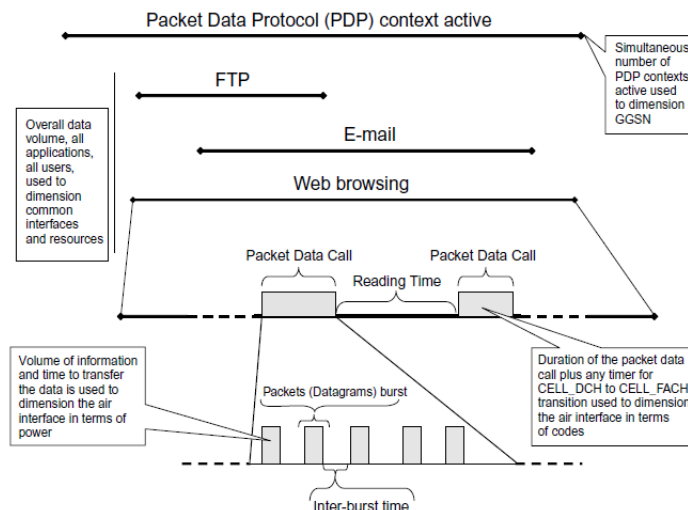 Packet Data Protocol (PDP) context active
Simultaneous
number of
PDP contexts
active used
to dimension
GGSN
FTP
Overall data
volume, all
applications,
all users,
used to
dimension
common
interfaces
and resources
E-mail
Web browsing
Packet Data Call
Packet Data Call
Reading Time
Volume of information
and time to transfer
the data is used to
dimension the air
interface in terms of
power
Duration of the packet data
call plus any timer for
CELL_DCH to CELL_FACH
transition used to dimension
the air interface in terms
of codes
Packets (Datagrams) burst
Inter-burst time